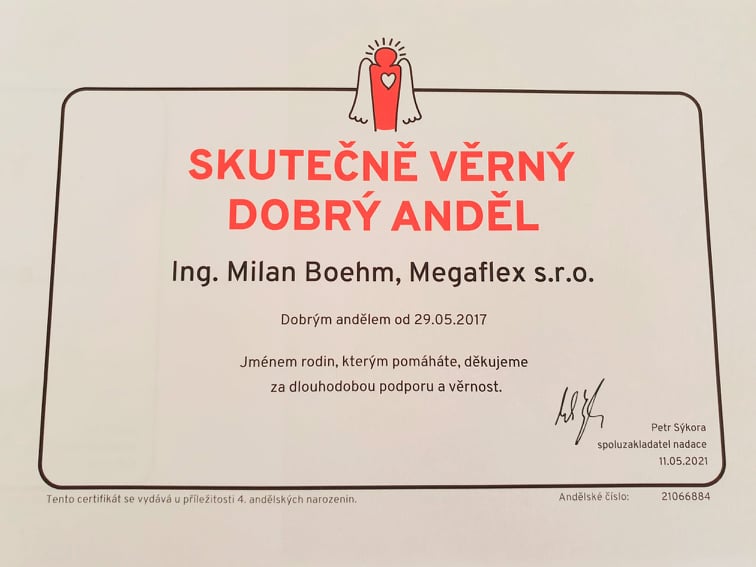 SKUTEČNĚ VĚRNÝ
DOBRÝ ANDĚL
Ing. Milan Boehm, Megaflex s.r.o.
Dobrým andělem od 29.05.2017
Jménem rodin, kterým pomáháte, děkujeme
za dlouhodobou podporu a věrnost.
Petr Sýkora
spoluzakladatel nadace
11.05.2021
Tento certifikát se vydává u příležitosti 4. andělských narozenin.
Andělské číslo: 21066884